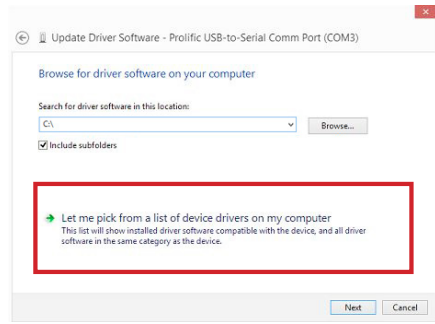 Update Driver Software - Prolific USB-to-Serial Comm Port (COM3)
Browse for driver software on your computer
Search for driver software in this location:
C:\
Browse...
Include subfolders
Let me pick from a list of device drivers on my computer
This list will show installed driver software compatible with the device, and all driver
software in the same category as the device.
Next
Cancel